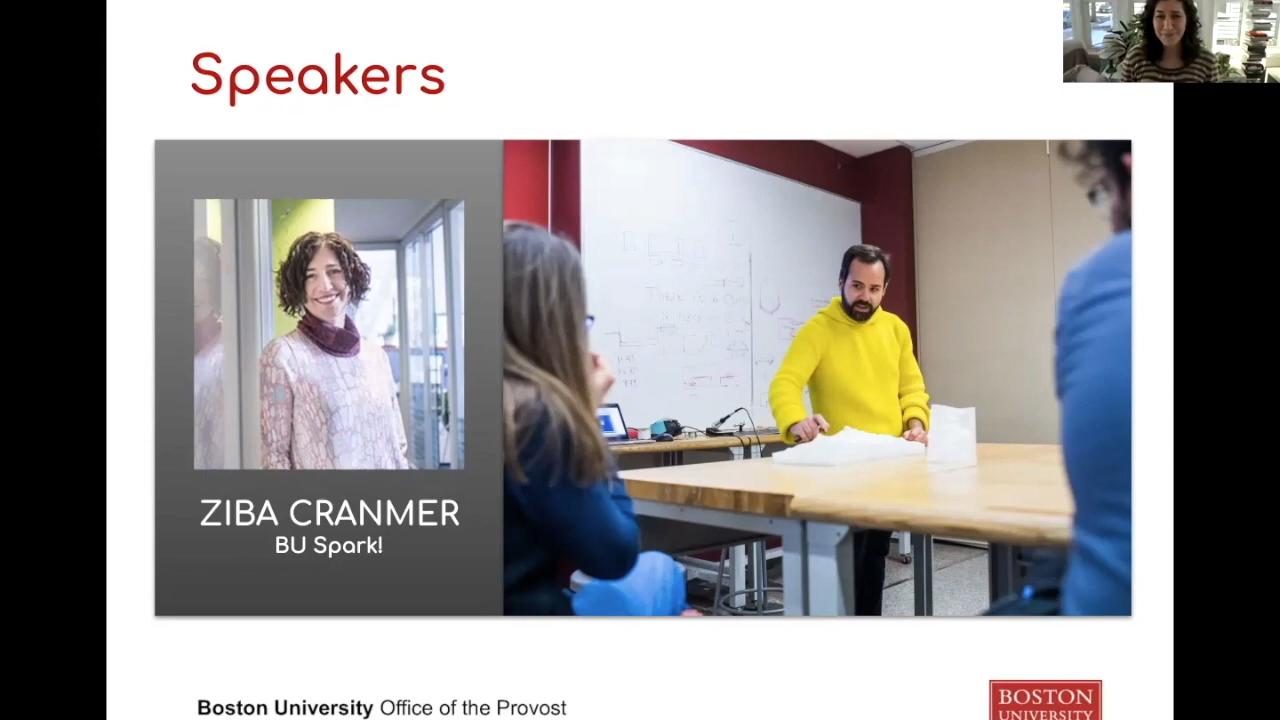 Speakers
ZIBA CRANMER
BU Spark!
Boston University Office of the Provost
BOSTON
UNIVERSITY